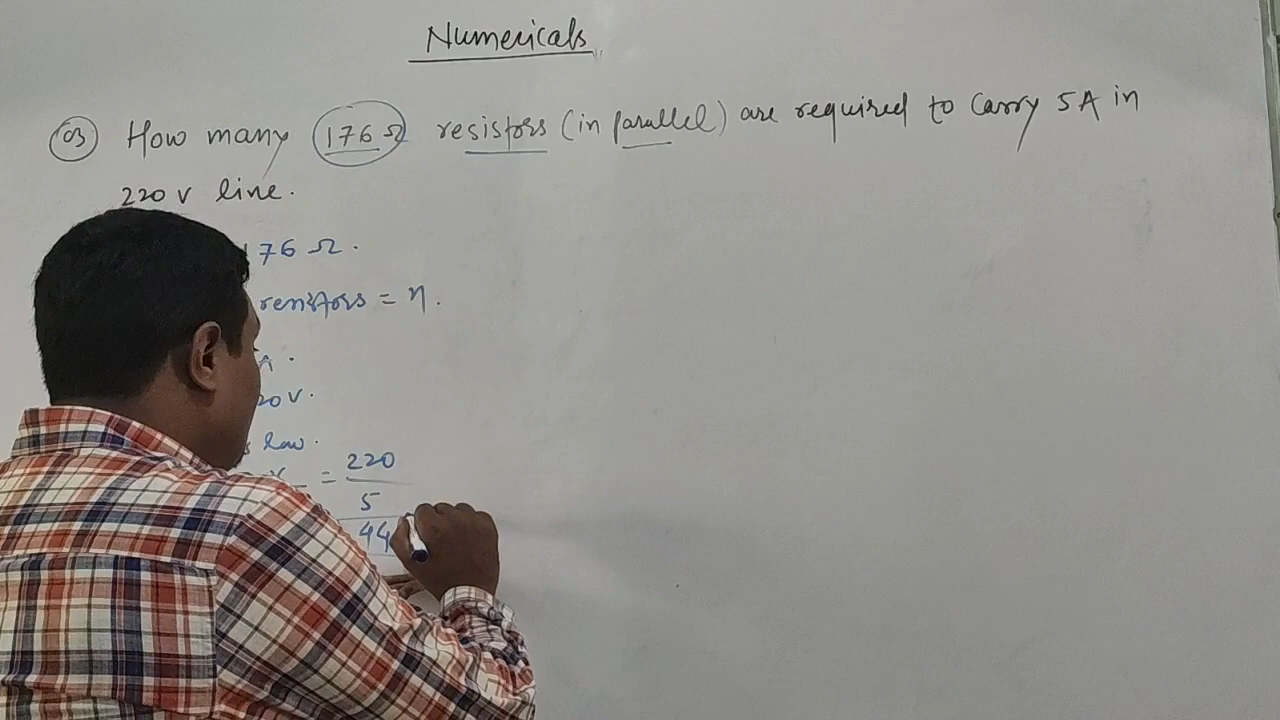 Numericals
03 How many 176 Ω resistors (in parallel) are required to carry 5A in
220 V line.
176 Ω.
resistors = n.
A.
20V.
s law.
V = 220
5
44